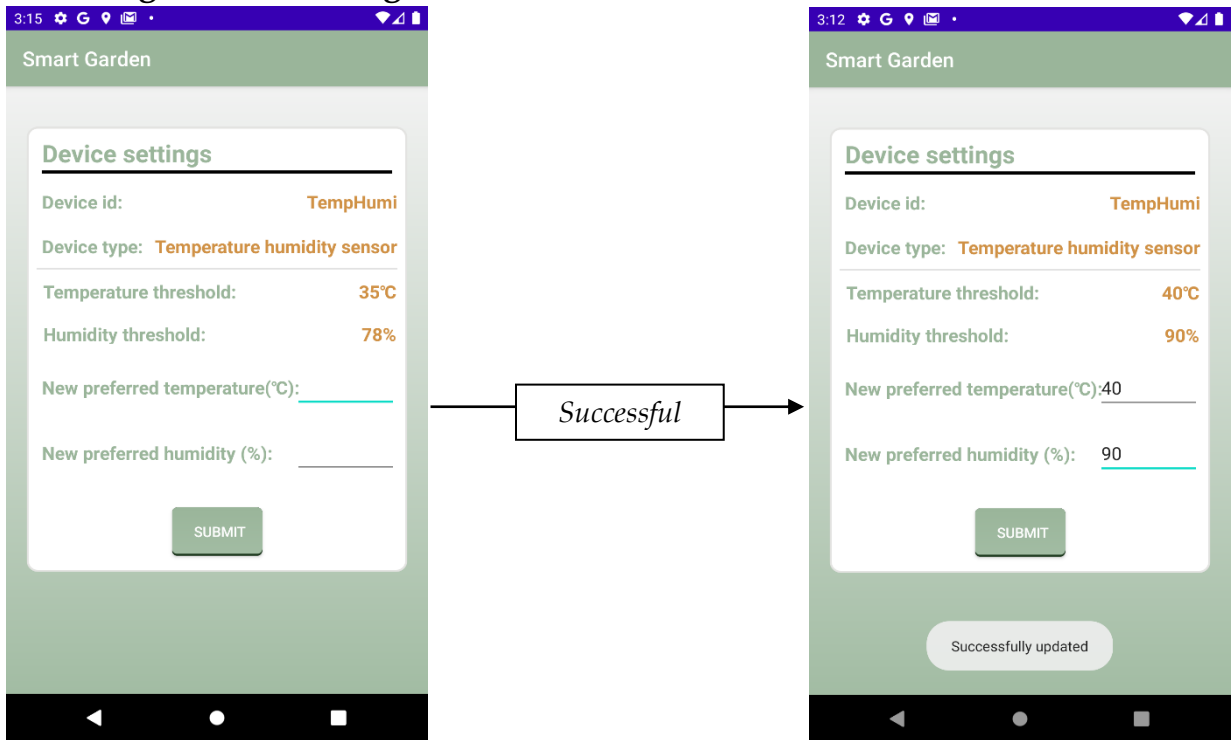 3:15 G
Smart Garden
Device settings
Device id: TempHumi
Device type: Temperature humidity sensor
Temperature threshold: 35℃
Humidity threshold: 78%
New preferred temperature(℃):
New preferred humidity (%):
SUBMIT
Successful
3:12 G
Smart Garden
Device settings
Device id: TempHumi
Device type: Temperature humidity sensor
Temperature threshold: 40℃
Humidity threshold: 90%
New preferred temperature(℃):40
New preferred humidity (%): 90
SUBMIT
Successfully updated